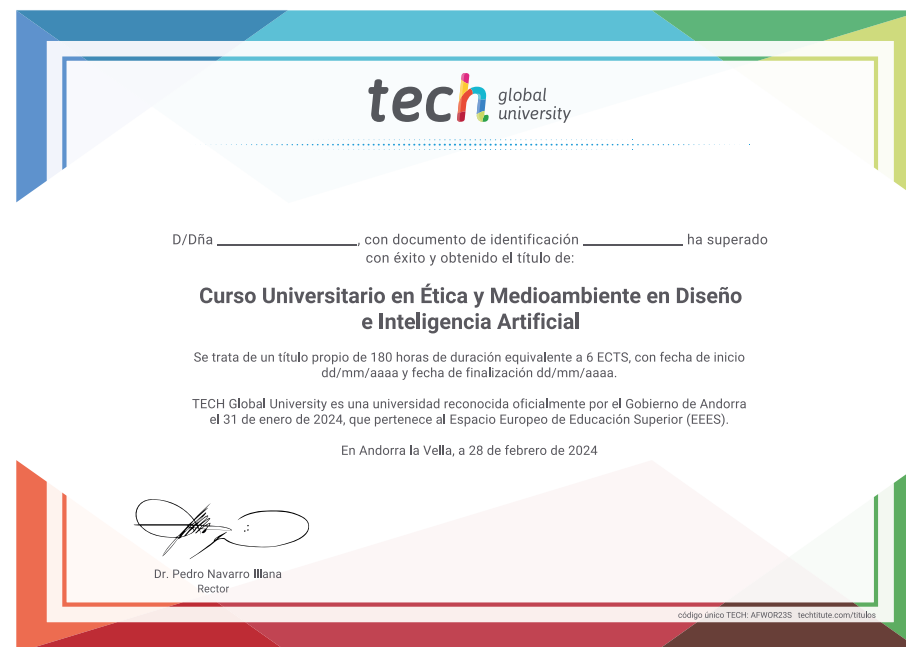 tech global
university
D/Dña ____________________, con documento de identificación ______________ ha superado
con éxito y obtenido el título de:
Curso Universitario en Ética y Medioambiente en Diseño
e Inteligencia Artificial
Se trata de un título propio de 180 horas de duración equivalente a 6 ECTS, con fecha de inicio
dd/mm/aaaa y fecha de finalización dd/mm/aaaa.
TECH Global University es una universidad reconocida oficialmente por el Gobierno de Andorra
el 31 de enero de 2024, que pertenece al Espacio Europeo de Educación Superior (EEES).
En Andorra la Vella, a 28 de febrero de 2024
Dr. Pedro Navarro Illana
Rector
código único TECH: AFWOR23S techtitute.com/titulos